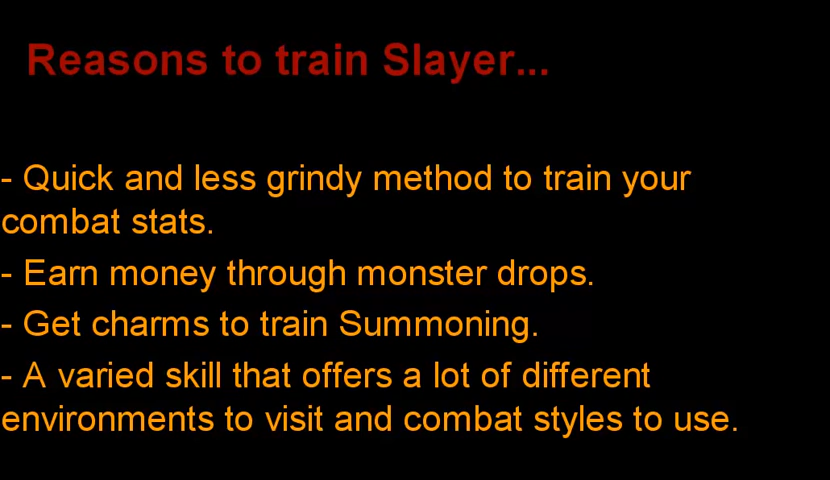 Reasons to train Slayer...
- Quick and less grindy method to train your
combat stats.
- Earn money through monster drops.
- Get charms to train Summoning.
- A varied skill that offers a lot of different
environments to visit and combat styles to use.